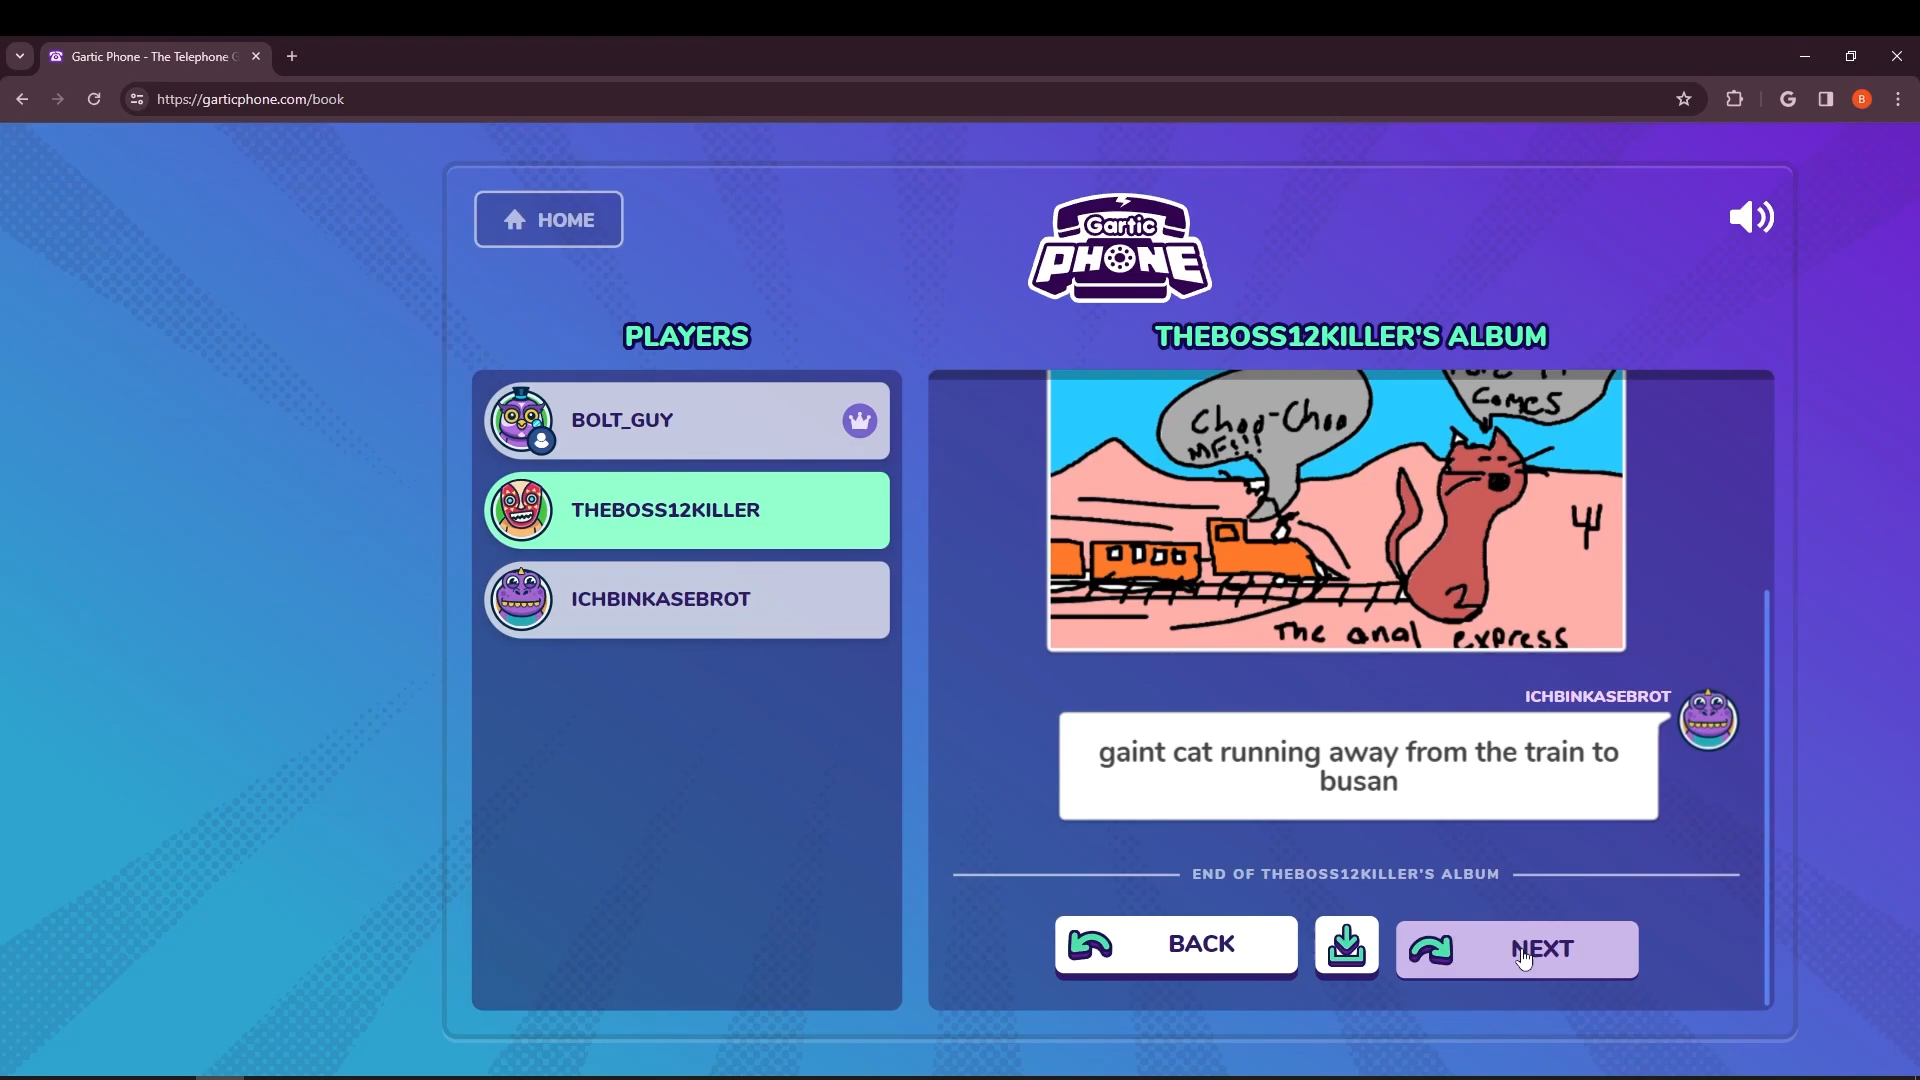 Gartic Phone - The Telephone G
https://garticphone.com/book
HOME
Gartic
PHONE
PLAYERS
THEBOSS12KILLER'S ALBUM
BOLT_GUY
THEBOSS12KILLER
ICHBINKASEBROT
Comes
Choo-Choo
MF!!!
The anal express
ICHBINKASEBROT
gaint cat running away from the train to
busan
END OF THEBOSS12KILLER'S ALBUM
BACK
NEXT
B